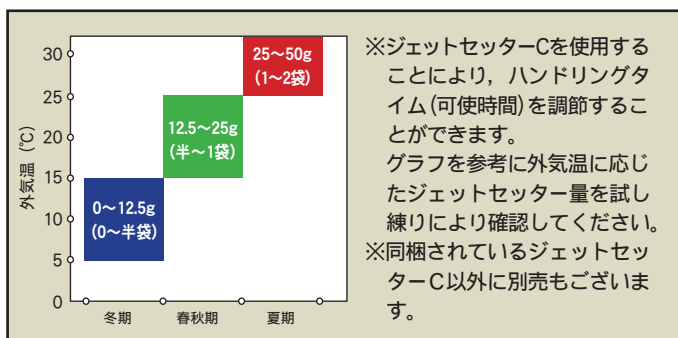 外気温（℃）
30
25
20
15
10
5
0
25～50g
(1～2袋)
12.5～25g
(半～1袋)
0～12.5g
(0～半袋)
冬期
春秋期
夏期
※ジェットセッターCを使用する
ことにより，ハンドリングタ
イム(可使時間)を調節するこ
とができます。
グラフを参考に外気温に応じ
たジェットセッター量を試し
練りにより確認してください。
※同梱されているジェットセッ
ターC以外に別売もございま
す。